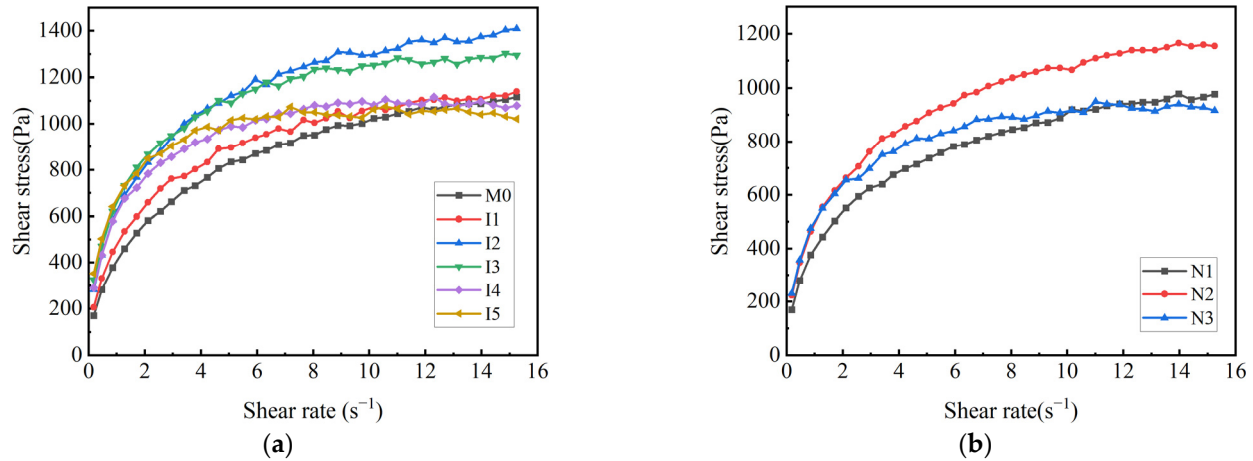 1400
1200
1000
800
600
400
200
0
Shear stress(Pa)
M0
I1
I2
I3
I4
I5
0 2 4 6 8 10 12 14 16
Shear rate (s⁻¹)
(a)
1200
1000
800
600
400
200
0
Shear stress(Pa)
N1
N2
N3
0 2 4 6 8 10 12 14 16
Shear rate(s⁻¹)
(b)